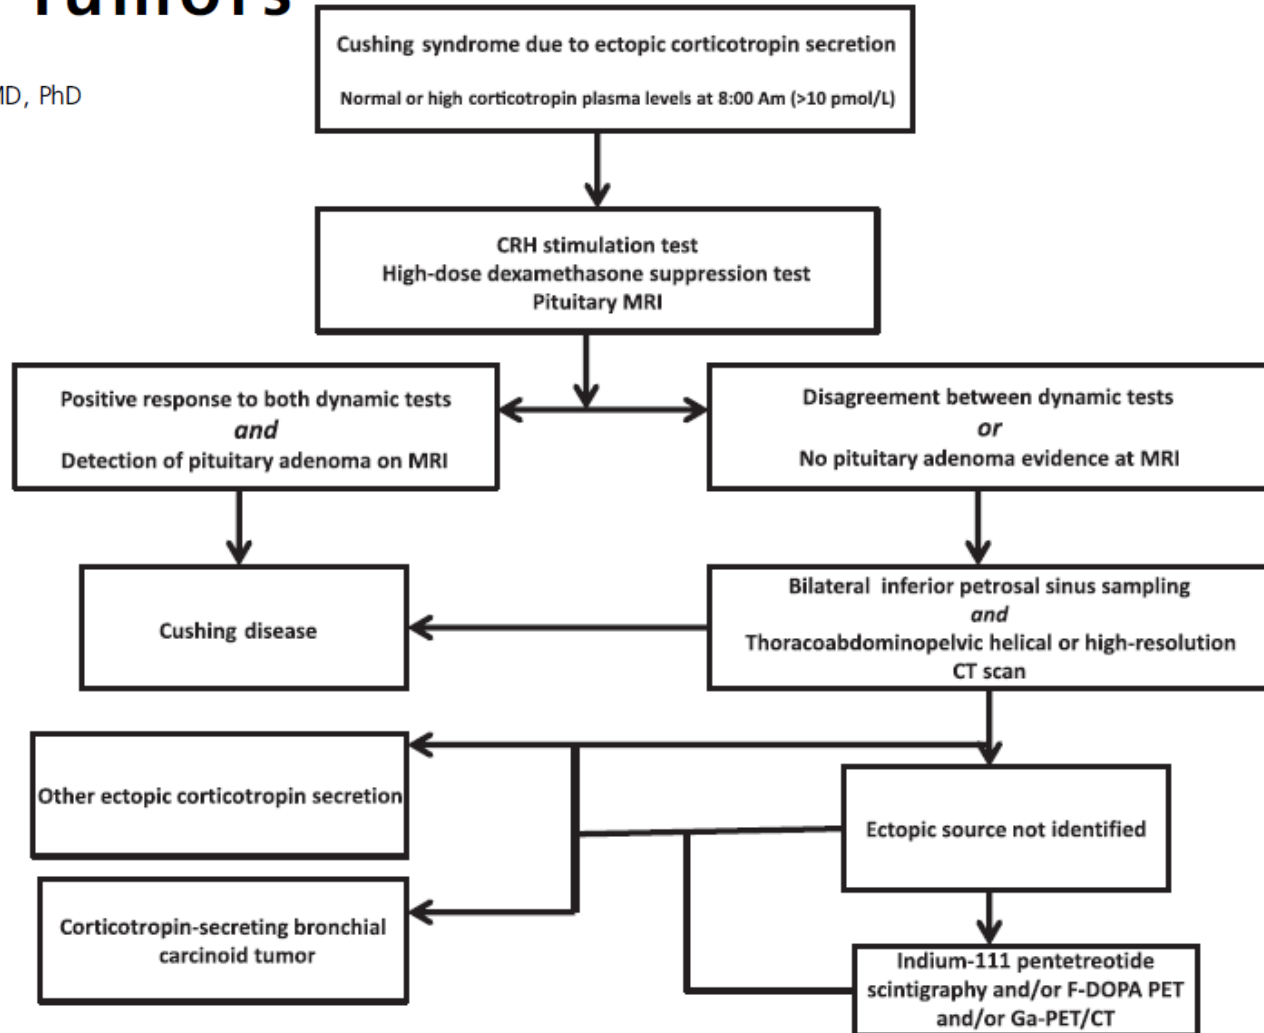 Tumors
MD, PhD
Cushing syndrome due to ectopic corticotropin secretion
Normal or high corticotropin plasma levels at 8:00 Am (>10 pmol/L)
CRH stimulation test
High-dose dexamethasone suppression test
Pituitary MRI
Positive response to both dynamic tests
and
Detection of pituitary adenoma on MRI
Disagreement between dynamic tests
or
No pituitary adenoma evidence at MRI
Cushing disease
Bilateral inferior petrosal sinus sampling
and
Thoracoabdominopelvic helical or high-resolution
CT scan
Other ectopic corticotropin secretion
Ectopic source not identified
Corticotropin-secreting bronchial
carcinoid tumor
Indium-111 pentetreotide
scintigraphy and/or F-DOPA PET
and/or Ga-PET/CT